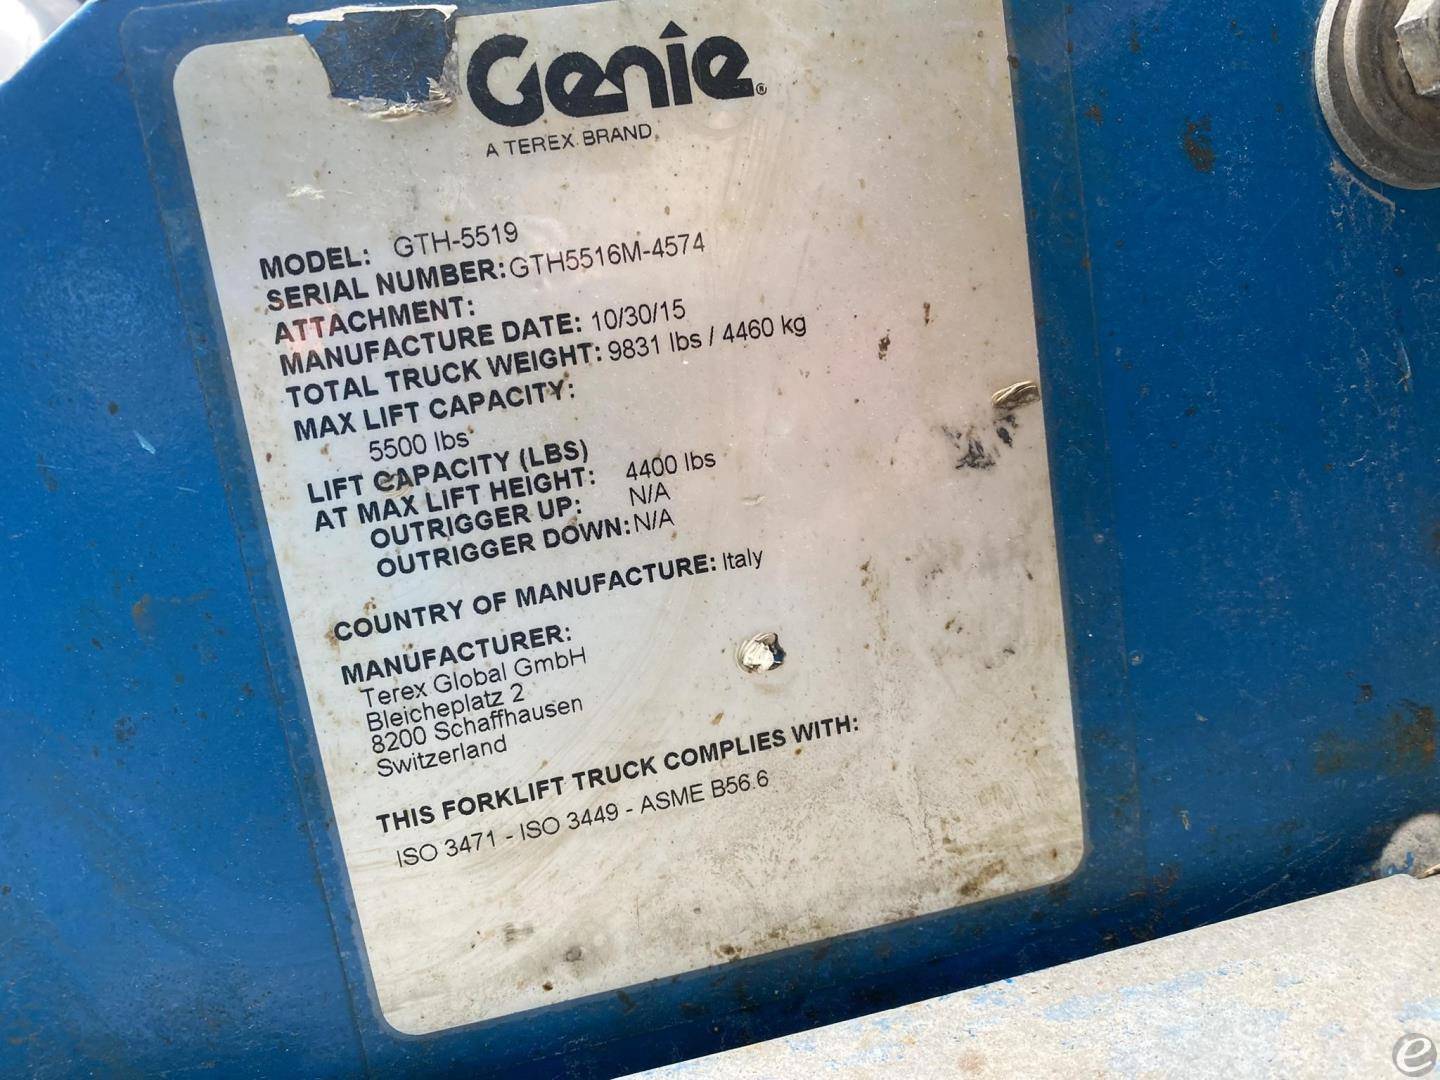 Genie®
A TEREX BRAND
MODEL: GTH-5519
SERIAL NUMBER: GTH5516M-4574
ATTACHMENT:
MANUFACTURE DATE: 10/30/15
TOTAL TRUCK WEIGHT: 9831 lbs / 4460 kg
MAX LIFT CAPACITY:
5500 lbs
LIFT CAPACITY (LBS)
AT MAX LIFT HEIGHT: 4400 lbs
OUTRIGGER UP: N/A
OUTRIGGER DOWN: N/A
COUNTRY OF MANUFACTURE: Italy
MANUFACTURER:
Terex Global GmbH
Bleicheplatz 2
8200 Schaffhausen
Switzerland
THIS FORKLIFT TRUCK COMPLIES WITH:
ISO 3471 - ISO 3449 - ASME B56.6
e